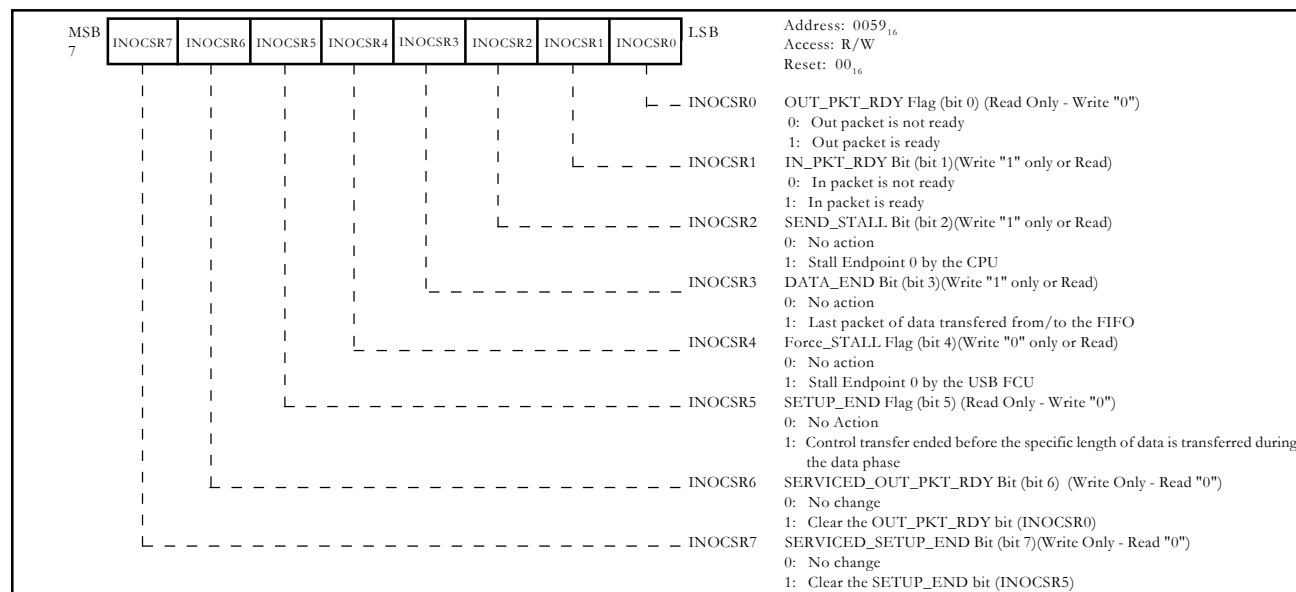 MSB
7
INOCSR7 INOCSR6 INOCSR5 INOCSR4 INOCSR3 INOCSR2 INOCSR1 INOCSR0
LSB
Address: 0059₁₆
Access: R/W
Reset: 00₁₆
INOCSR0 OUT_PKT_RDY Flag (bit 0) (Read Only - Write "0")
0: Out packet is not ready
1: Out packet is ready
INOCSR1 IN_PKT_RDY Bit (bit 1)(Write "1" only or Read)
0: In packet is not ready
1: In packet is ready
INOCSR2 SEND_STALL Bit (bit 2)(Write "1" only or Read)
0: No action
1: Stall Endpoint 0 by the CPU
INOCSR3 DATA_END Bit (bit 3)(Write "1" only or Read)
0: No action
1: Last packet of data transfered from/to the FIFO
INOCSR4 Force_STALL Flag (bit 4)(Write "0" only or Read)
0: No action
1: Stall Endpoint 0 by the USB FCU
INOCSR5 SETUP_END Flag (bit 5) (Read Only - Write "0")
0: No Action
1: Control transfer ended before the specific length of data is transferred during
the data phase
INOCSR6 SERVICED_OUT_PKT_RDY Bit (bit 6) (Write Only - Read "0")
0: No change
1: Clear the OUT_PKT_RDY bit (INOCSR0)
INOCSR7 SERVICED_SETUP_END Bit (bit 7)(Write Only - Read "0")
0: No change
1: Clear the SETUP_END bit (INOCSR5)